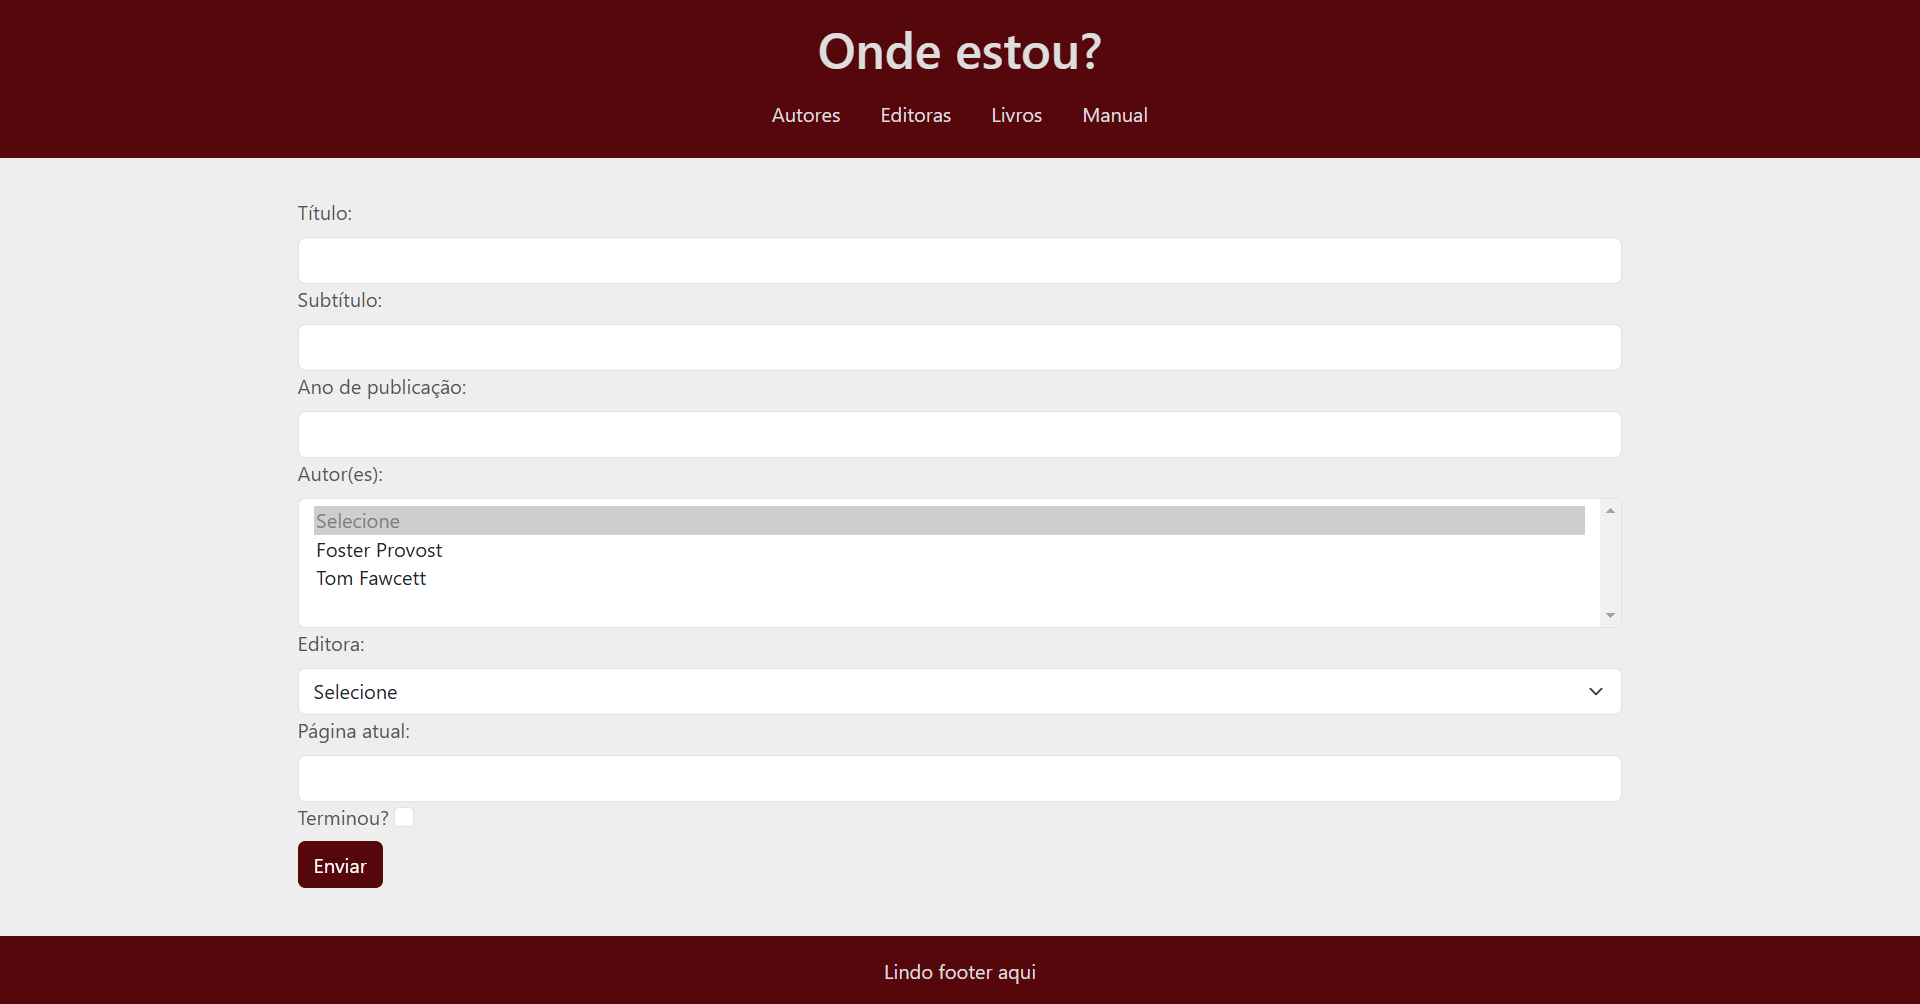 Onde estou?
Autores Editoras Livros Manual
Título:
Subtítulo:
Ano de publicação:
Autor(es):
Selecione
Foster Provost
Tom Fawcett
Editora:
Selecione
Página atual:
Terminou?
Enviar
Lindo footer aqui